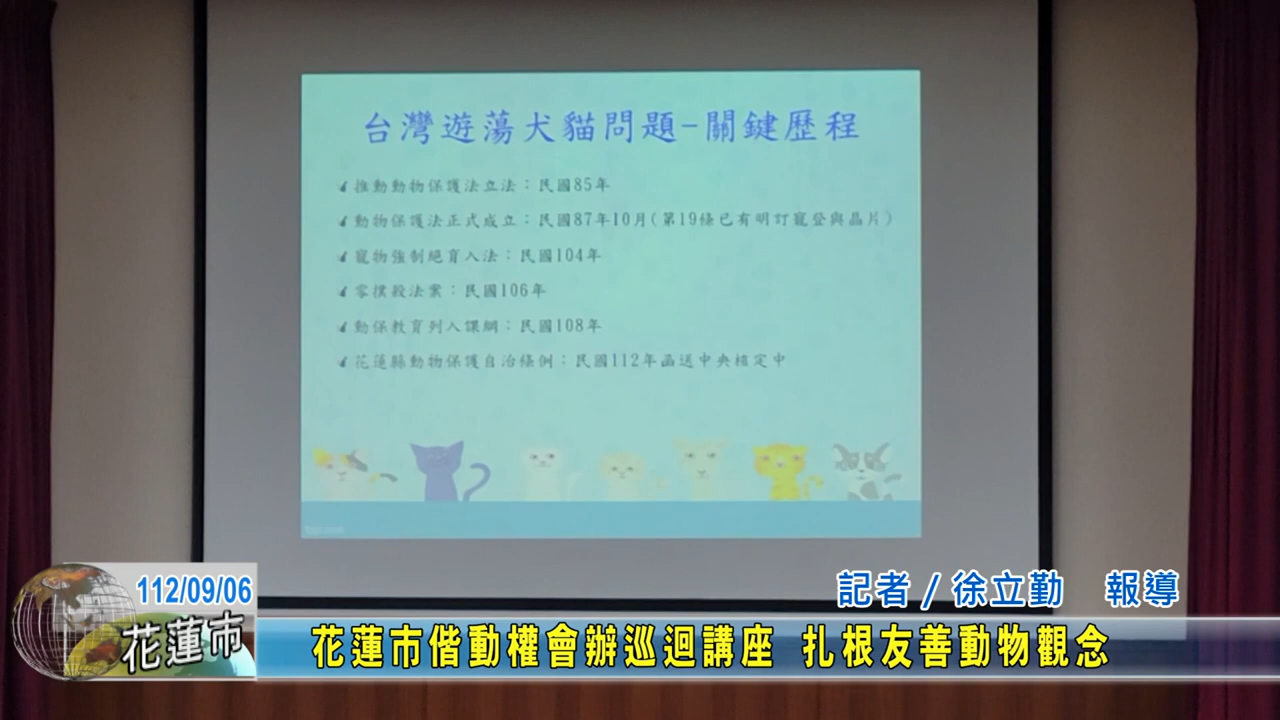 台灣遊蕩犬貓問題-關鍵歷程
推動動物保護法立法：民國85年
動物保護法正式成立：民國87年10月(第19條已有明訂寵登與晶片)
寵物強制絕育入法：民國104年
零撲殺法案：民國106年
動保教育列入課綱：民國108年
花蓮縣動物保護自治條例：民國112年函送中央核定中
112/09/06
花蓮市
記者/徐立勤 報導
花蓮市偕動權會辦巡迴講座 扎根友善動物觀念